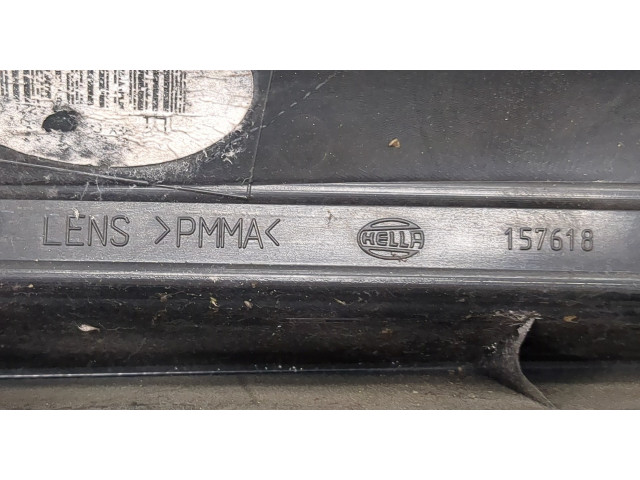 LENS >PMMA< HELLA 157618